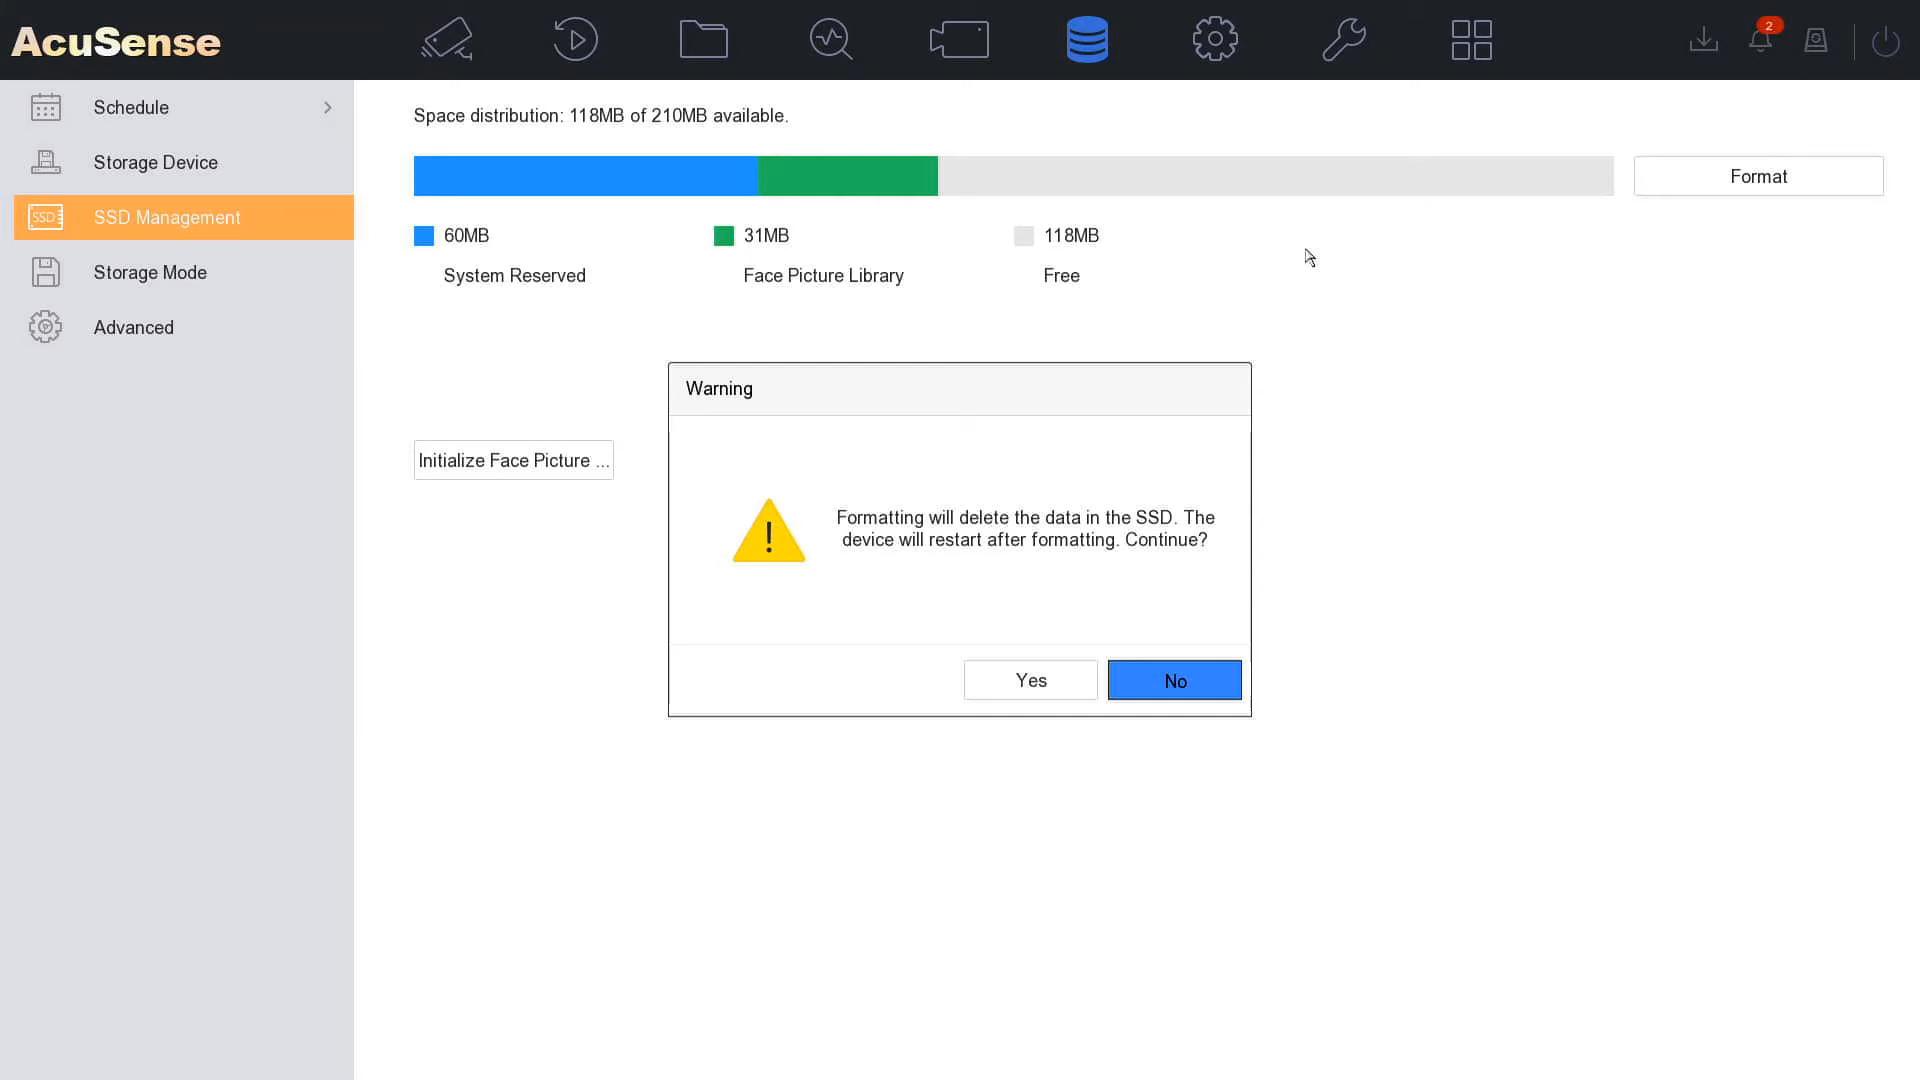 AcuSense
2
Schedule
Storage Device
SSD
SSD Management
Storage Mode
Advanced
Space distribution: 118MB of 210MB available.
Format
60MB
31MB
118MB
System Reserved
Face Picture Library
Free
Initialize Face Picture ...
Warning
!
Formatting will delete the data in the SSD. The
device will restart after formatting. Continue?
Yes
No